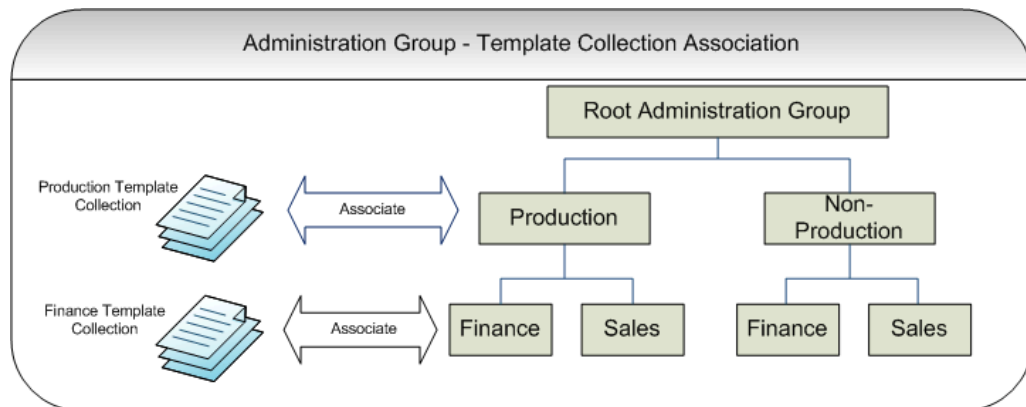 Administration Group - Template Collection Association
Root Administration Group
Production Template
Collection
Associate
Production
Non-
Production
Finance Template
Collection
Associate
Finance
Sales
Finance
Sales